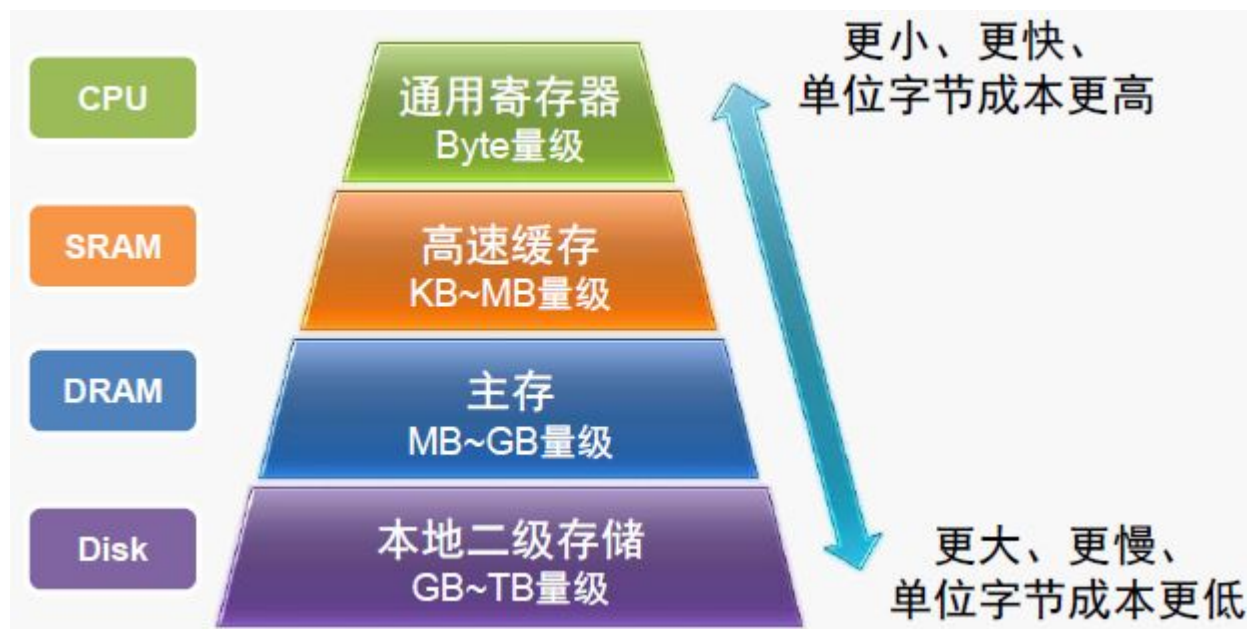 更小、更快、
单位字节成本更高
CPU
通用寄存器
Byte量级
SRAM
高速缓存
KB~MB量级
DRAM
主存
MB~GB量级
Disk
本地二级存储
GB~TB量级
更大、更慢、
单位字节成本更低